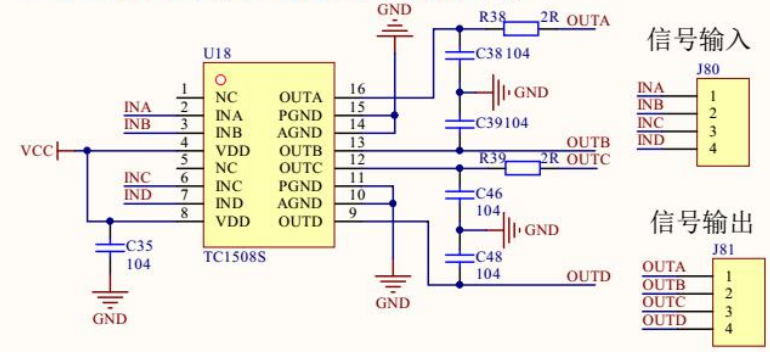 GND
R38 2R OUTA
信号输入
U18
C38 104
J80
1 NC OUTA 16
INA 2 INA PGND 15
INB 3 INB AGND 14
VCC 4 VDD OUTB 13 OUTB
5 NC OUTC 12
INC 6 INC PGND 11
IND 7 IND AGND 10
8 VDD OUTD 9
GND
C39104
R39 2R OUTC
INA 1
INB 2
INC 3
IND 4
C46
104
GND
C48
104
OUTD
C35
104
GND
TC1508S
GND
信号输出
J81
OUTA 1
OUTB 2
OUTC 3
OUTD 4